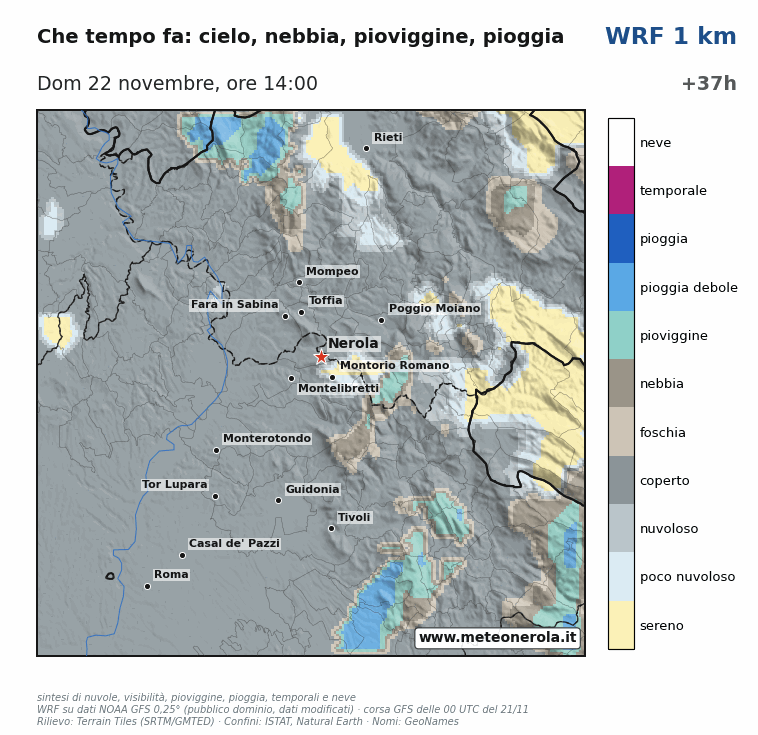 Che tempo fa: cielo, nebbia, pioviggine, pioggia
WRF 1 km
Dom 22 novembre, ore 14:00
+37h
Rieti
Mompeo
Fara in Sabina
Toffia
Poggio Moiano
Nerola
Montorio Romano
Montelibretti
Monterotondo
Tor Lupara
Guidonia
Tivoli
Casal de' Pazzi
Roma
www.meteonerola.it
neve
temporale
pioggia
pioggia debole
pioviggine
nebbia
foschia
coperto
nuvoloso
poco nuvoloso
sereno
sintesi di nuvole, visibilità, pioviggine, pioggia, temporali e neve
WRF su dati NOAA GFS 0,25° (pubblico dominio, dati modificati) · corsa GFS delle 00 UTC del 21/11
Rilievo: Terrain Tiles (SRTM/GMTED) · Confini: ISTAT, Natural Earth · Nomi: GeoNames